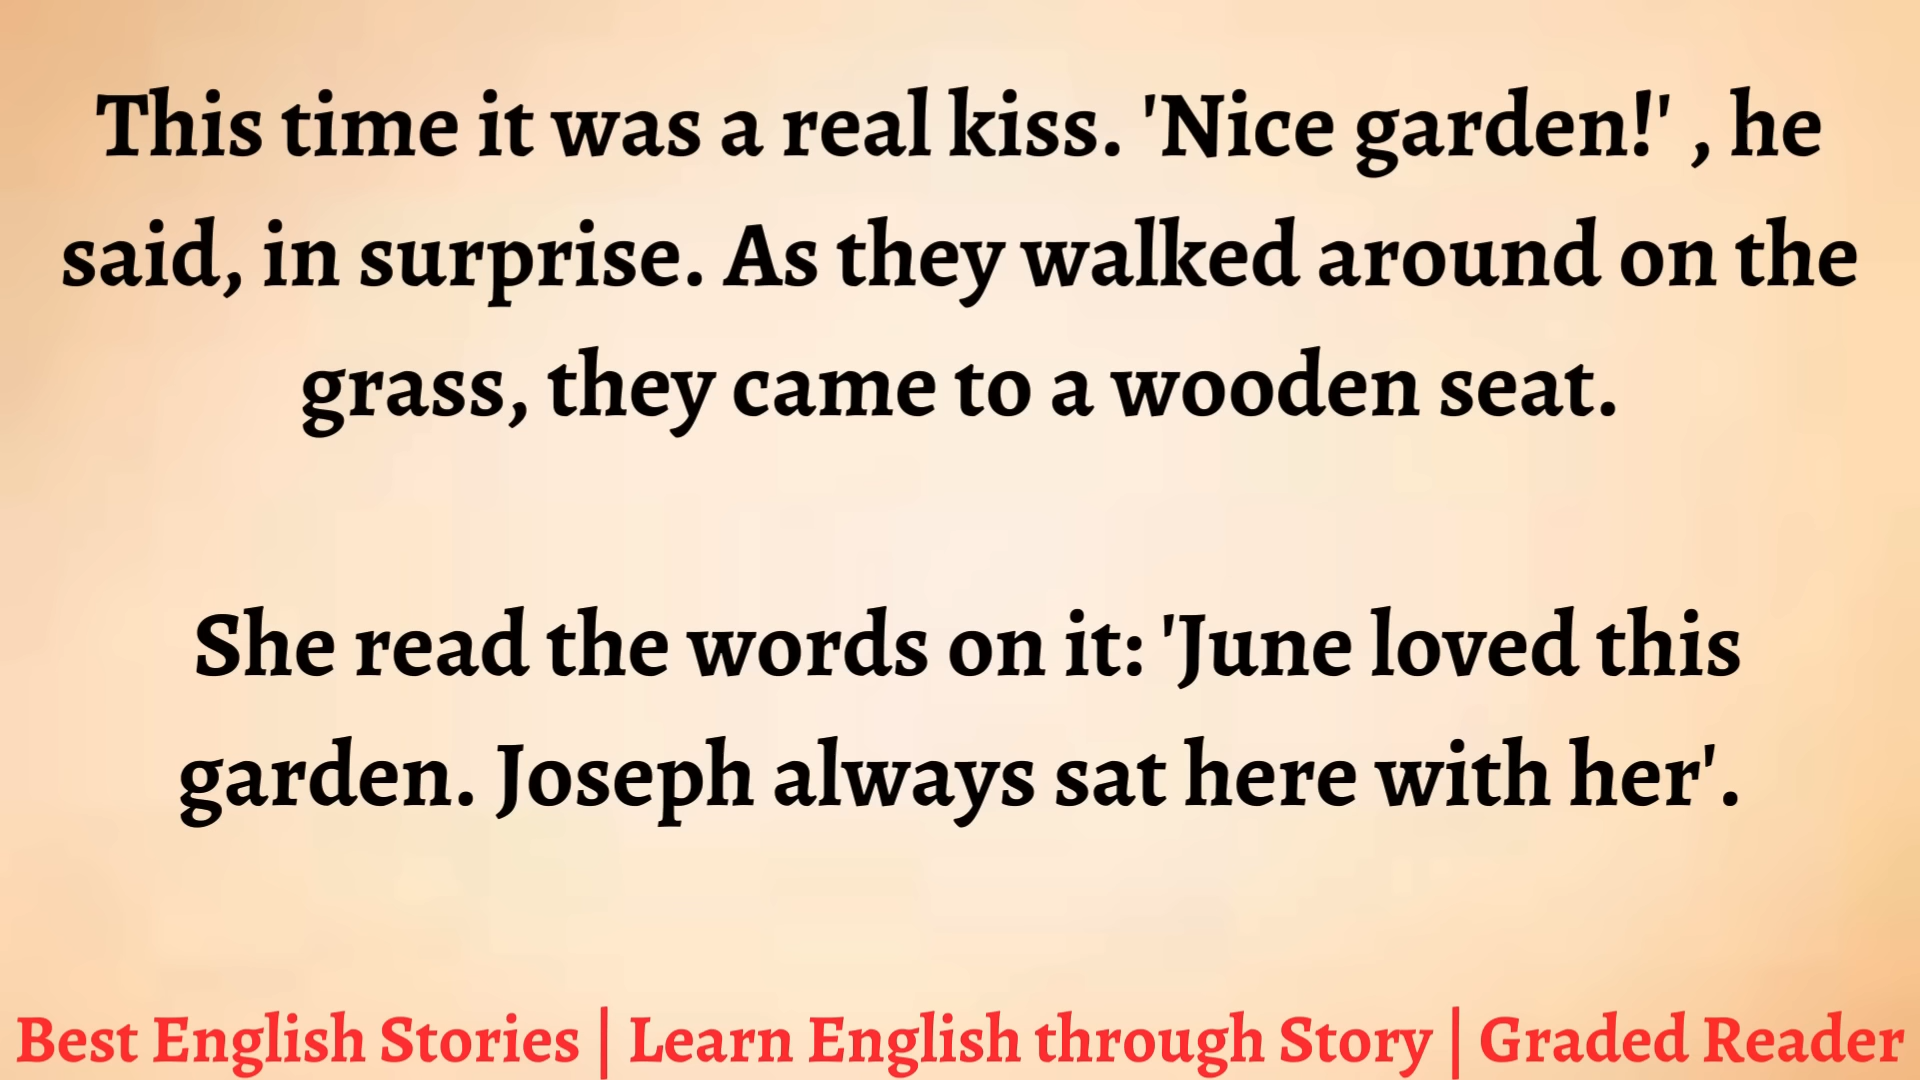 This time it was a real kiss. 'Nice garden!' , he
said, in surprise. As they walked around on the
grass, they came to a wooden seat.
She read the words on it: 'June loved this
garden. Joseph always sat here with her'.
Best English Stories | Learn English through Story | Graded Reader